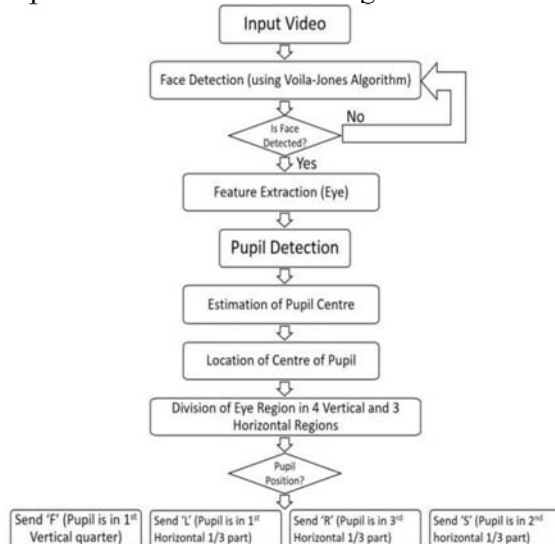 Input Video
Face Detection (using Voila-Jones Algorithm)
Is Face
Detected?
No
Yes
Feature Extraction (Eye)
Pupil Detection
Estimation of Pupil Centre
Location of Centre of Pupil
Division of Eye Region in 4 Vertical and 3
Horizontal Regions
Pupil
Position?
Send ‘F’ (Pupil is in 1st
Vertical quarter)
Send ‘L’ (Pupil is in 1st
Horizontal 1/3 part)
Send ‘R’ (Pupil is in 3rd
Horizontal 1/3 part)
Send ‘S’ (Pupil is in 2nd
horizontal 1/3 part)